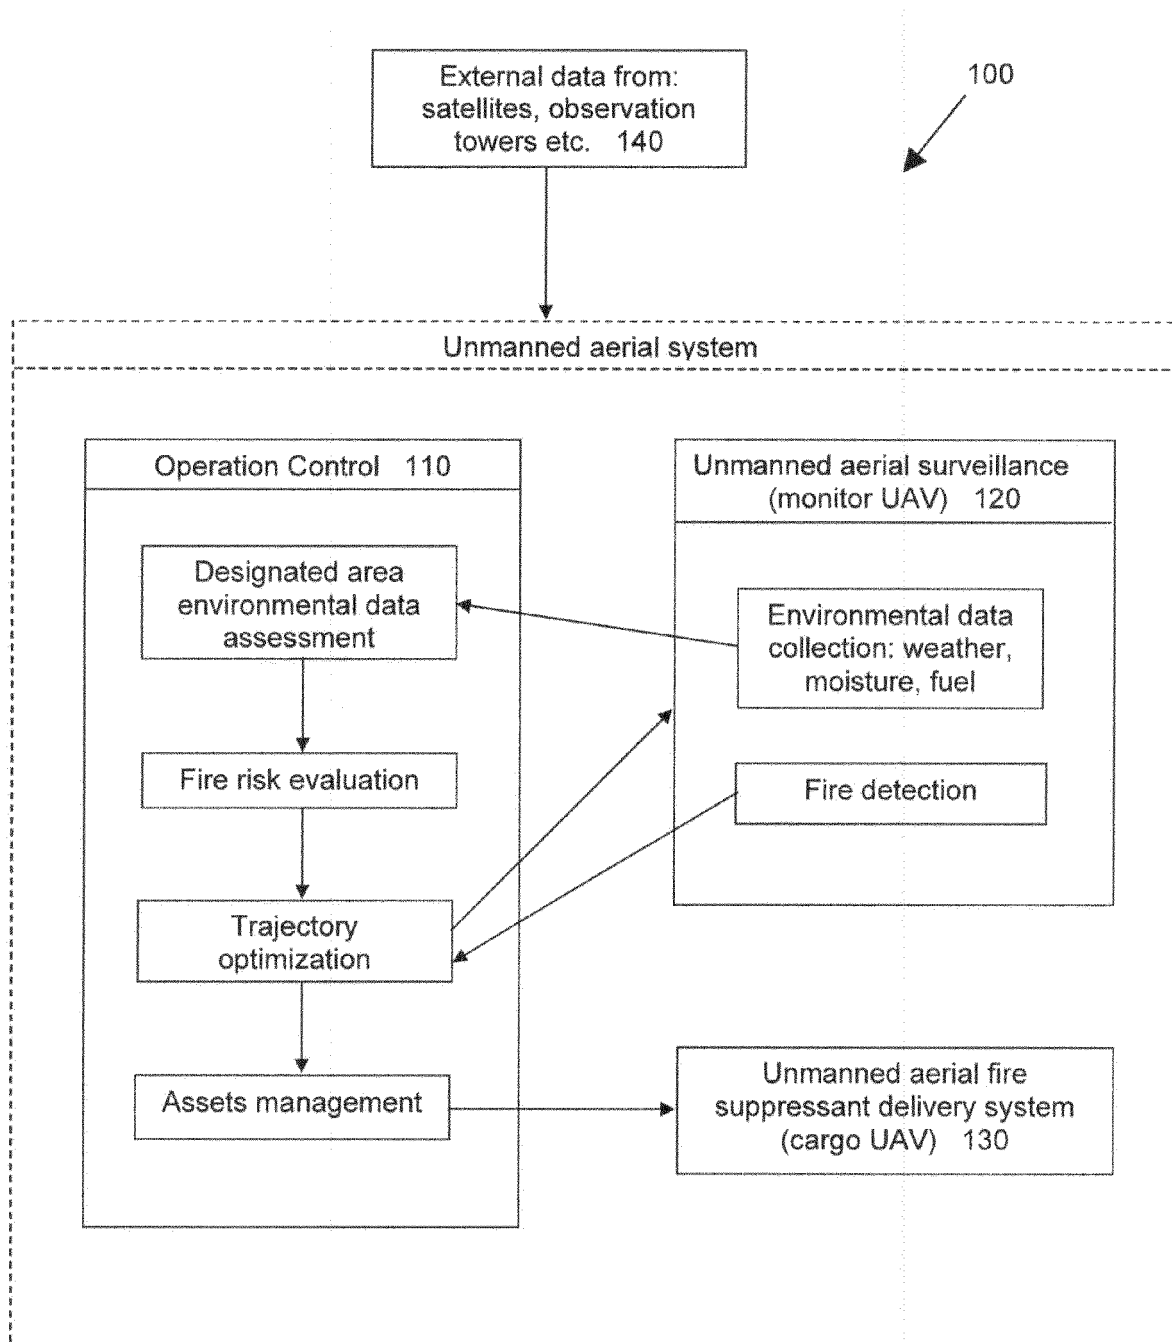 External data from:
satellites, observation
towers etc. 140
100
Unmanned aerial system
Operation Control 110
Designated area
environmental data
assessment
Fire risk evaluation
Trajectory
optimization
Assets management
Unmanned aerial surveillance
(monitor UAV) 120
Environmental data
collection: weather,
moisture, fuel
Fire detection
Unmanned aerial fire
suppressant delivery system
(cargo UAV) 130